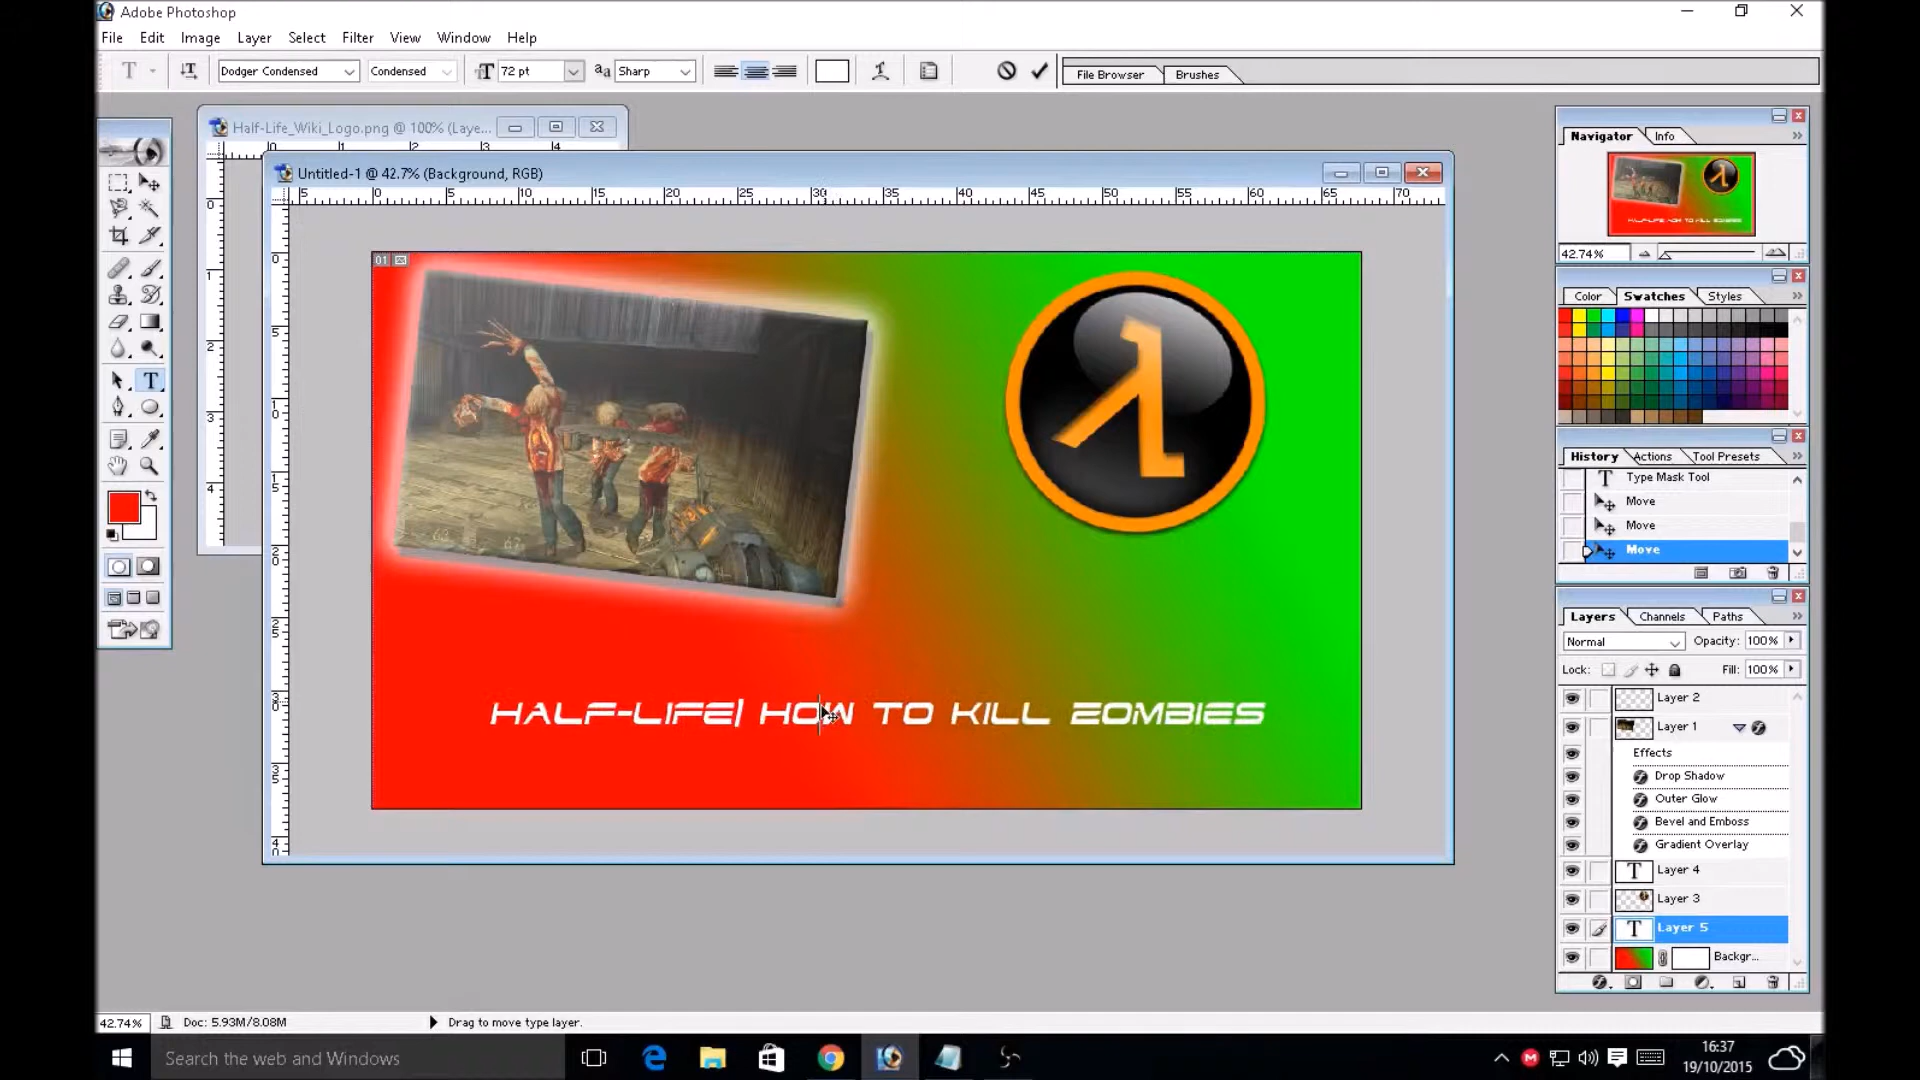 Adobe Photoshop
File Edit Image Layer Select Filter View Window Help
Dodger Condensed Condensed 72 pt Sharp File Browser Brushes
Half-Life_Wiki_Logo.png @ 100% (Laye...
Untitled-1 @ 42.7% (Background, RGB)
HALF-LIFE| HOW TO KILL ZOMBIES
Navigator Info
42.74%
Color Swatches Styles
History Actions Tool Presets
Type Mask Tool
Move
Move
Move
Layers Channels Paths
Normal Opacity: 100%
Lock: Fill: 100%
Layer 2
Layer 1
Effects
Drop Shadow
Outer Glow
Bevel and Emboss
Gradient Overlay
Layer 4
Layer 3
Layer 5
Backgr...
42.74% Doc: 5.93M/8.08M Drag to move type layer.
Search the web and Windows
16:37
19/10/2015